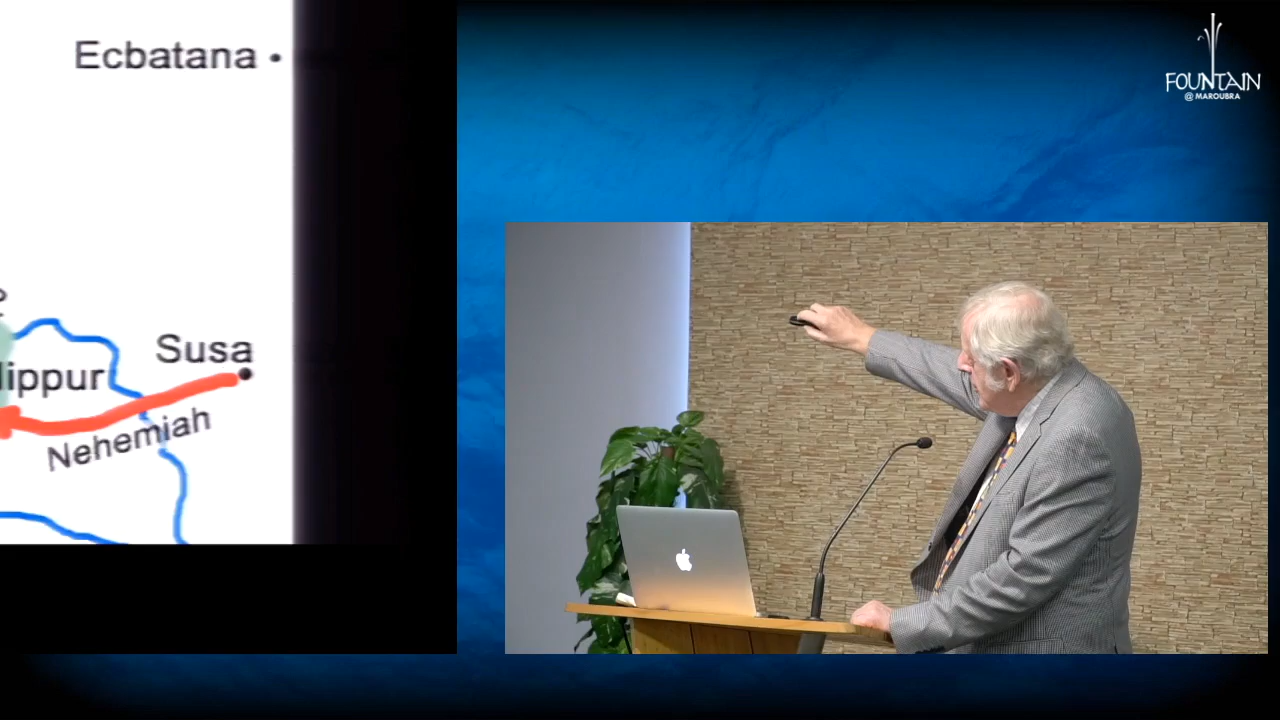 Ecbatana
Susa
lippur
Nehemiah
FOUNTAIN
@ MAROUBRA